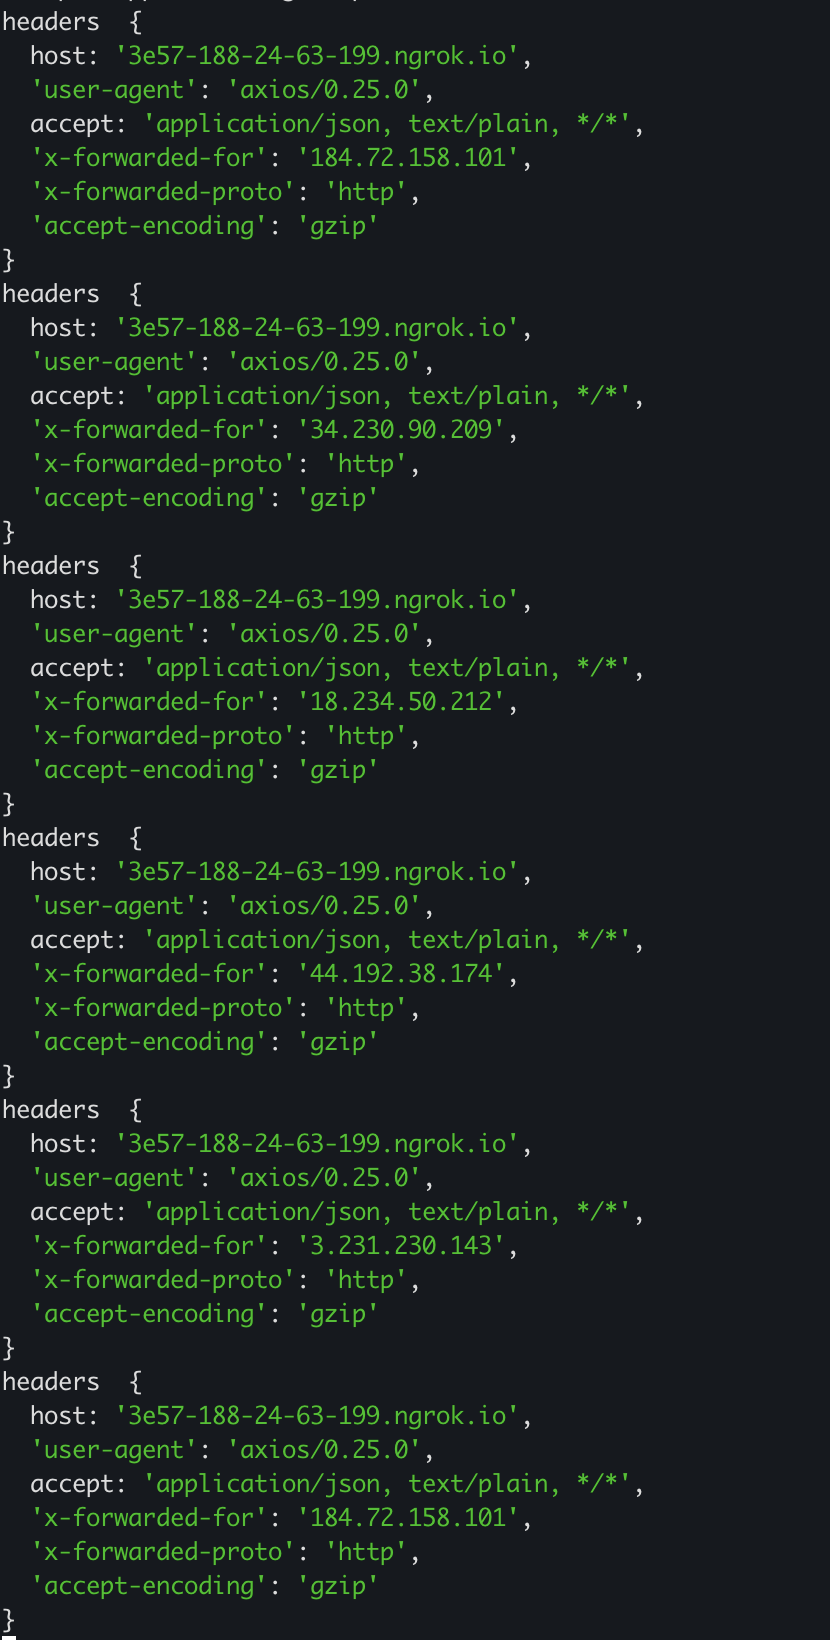 headers  {
  host: '3e57-188-24-63-199.ngrok.io',
  'user-agent': 'axios/0.25.0',
  accept: 'application/json, text/plain, */*',
  'x-forwarded-for': '184.72.158.101',
  'x-forwarded-proto': 'http',
  'accept-encoding': 'gzip'
}
headers  {
  host: '3e57-188-24-63-199.ngrok.io',
  'user-agent': 'axios/0.25.0',
  accept: 'application/json, text/plain, */*',
  'x-forwarded-for': '34.230.90.209',
  'x-forwarded-proto': 'http',
  'accept-encoding': 'gzip'
}
headers  {
  host: '3e57-188-24-63-199.ngrok.io',
  'user-agent': 'axios/0.25.0',
  accept: 'application/json, text/plain, */*',
  'x-forwarded-for': '18.234.50.212',
  'x-forwarded-proto': 'http',
  'accept-encoding': 'gzip'
}
headers  {
  host: '3e57-188-24-63-199.ngrok.io',
  'user-agent': 'axios/0.25.0',
  accept: 'application/json, text/plain, */*',
  'x-forwarded-for': '44.192.38.174',
  'x-forwarded-proto': 'http',
  'accept-encoding': 'gzip'
}
headers  {
  host: '3e57-188-24-63-199.ngrok.io',
  'user-agent': 'axios/0.25.0',
  accept: 'application/json, text/plain, */*',
  'x-forwarded-for': '3.231.230.143',
  'x-forwarded-proto': 'http',
  'accept-encoding': 'gzip'
}
headers  {
  host: '3e57-188-24-63-199.ngrok.io',
  'user-agent': 'axios/0.25.0',
  accept: 'application/json, text/plain, */*',
  'x-forwarded-for': '184.72.158.101',
  'x-forwarded-proto': 'http',
  'accept-encoding': 'gzip'
}